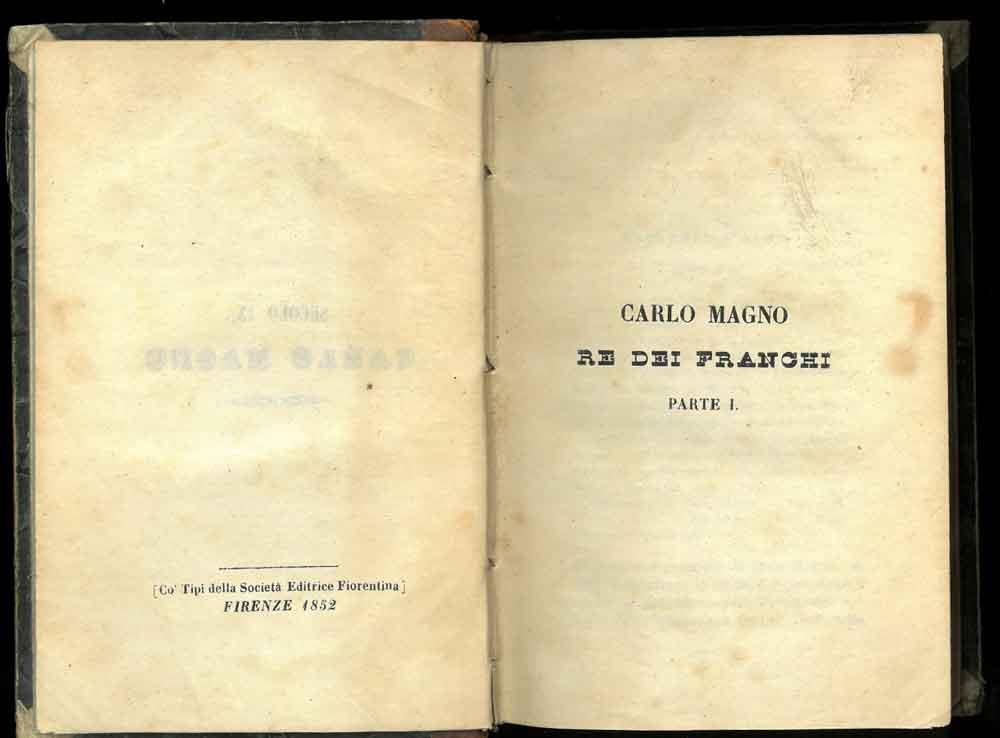 [Co' Tipi della Società Editrice Fiorentina]
FIRENZE 1852
CARLO MAGNO
RE DEI FRANCHI
PARTE I.